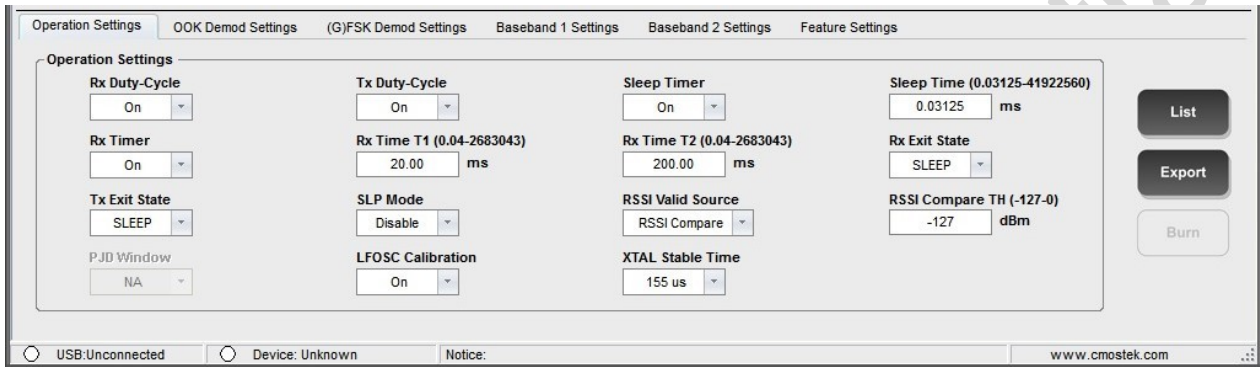 Operation Settings OOK Demod Settings (G)FSK Demod Settings Baseband 1 Settings Baseband 2 Settings Feature Settings
Operation Settings
Rx Duty-Cycle Tx Duty-Cycle Sleep Timer Sleep Time (0.03125-41922560)
On On On 0.03125 ms
List
Rx Timer Rx Time T1 (0.04-2683043) Rx Time T2 (0.04-2683043) Rx Exit State
On 20.00 ms 200.00 ms SLEEP
Export
Tx Exit State SLP Mode RSSI Valid Source RSSI Compare TH (-127-0)
SLEEP Disable RSSI Compare -127 dBm
Burn
PJD Window LFOSC Calibration XTAL Stable Time
NA On 155 us
USB:Unconnected Device: Unknown Notice: www.cmostek.com